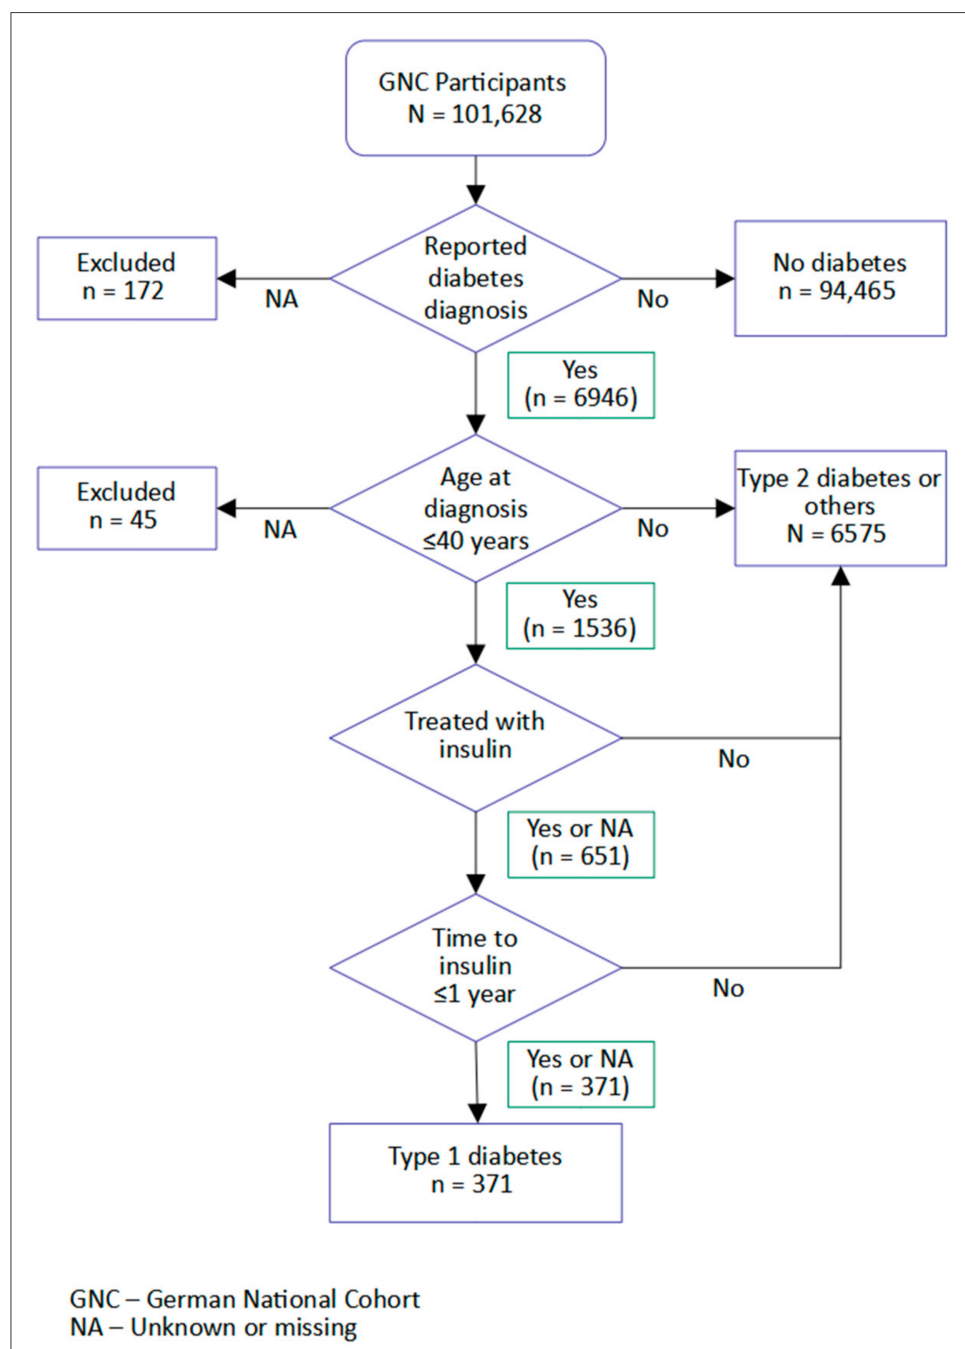 GNC Participants
N = 101,628
Reported
diabetes
diagnosis
Excluded
n = 172
NA
No
No diabetes
n = 94,465
Yes
(n = 6946)
Age at
diagnosis
≤40 years
Excluded
n = 45
NA
No
Type 2 diabetes or
others
N = 6575
Yes
(n = 1536)
Treated with
insulin
No
Yes or NA
(n = 651)
Time to
insulin
≤1 year
No
Yes or NA
(n = 371)
Type 1 diabetes
n = 371
GNC – German National Cohort
NA – Unknown or missing